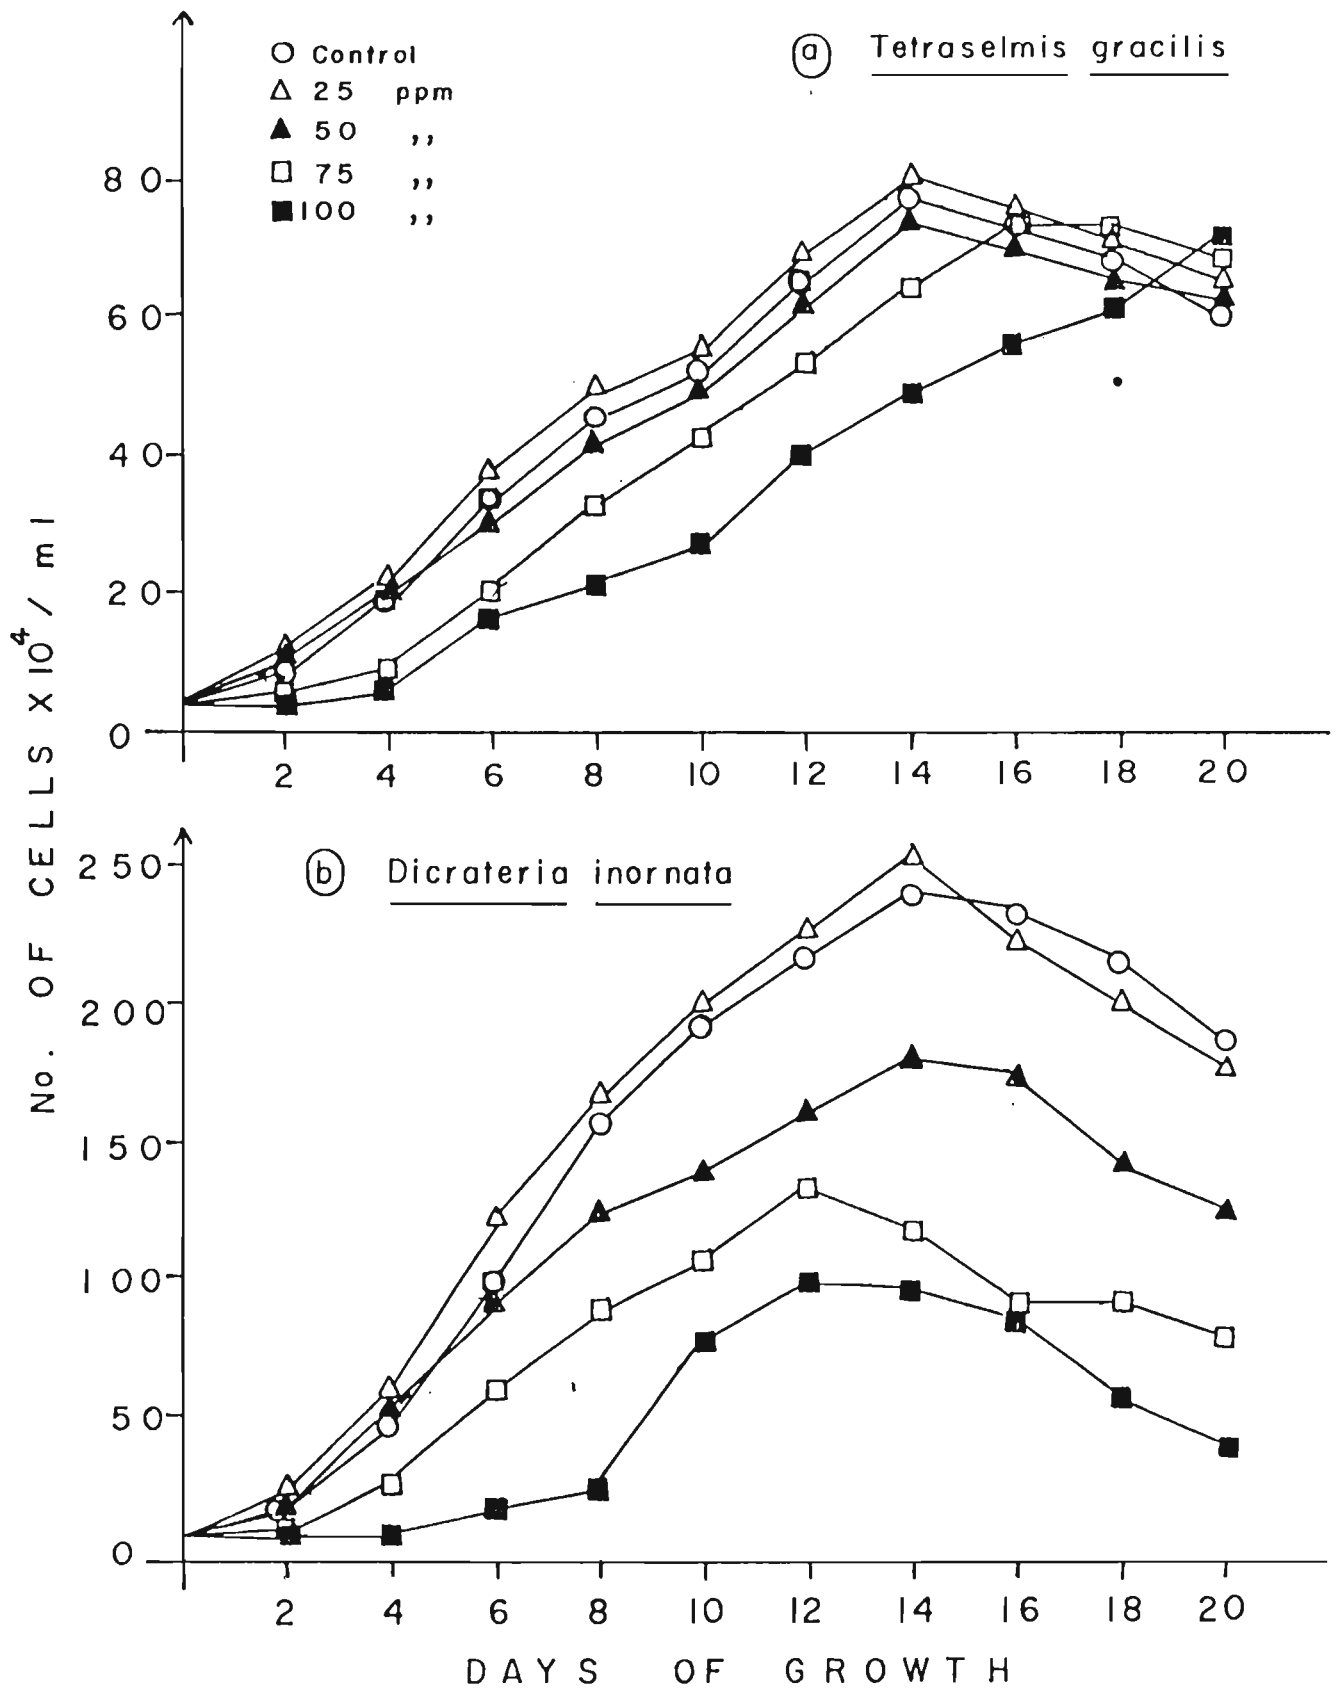 Control
25 ppm
50 ,,
75 ,,
100 ,,
a Tetraselmis gracilis
80
60
40
20
0
2 4 6 8 10 12 14 16 18 20
No. OF CELLS X10⁴/ ml
b Dicrateria inornata
250
200
150
100
50
0
2 4 6 8 10 12 14 16 18 20
DAYS OF GROWTH